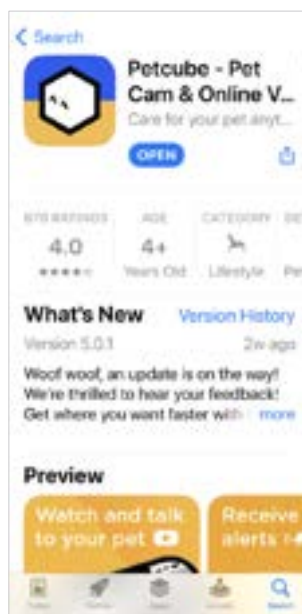 Search
Petcube - Pet
Cam & Online V...
Care for your pet anyt...
OPEN
RATINGS AGE CATEGORY
4.0 4+
Years Old Lifestyle
What's New Version History
Version 5.0.1 2w ago
Woof woof, an update is on the way!
We're thrilled to hear your feedback!
Get where you want faster with more
Preview
Watch and talk
to your pet
Receive
alerts
Search